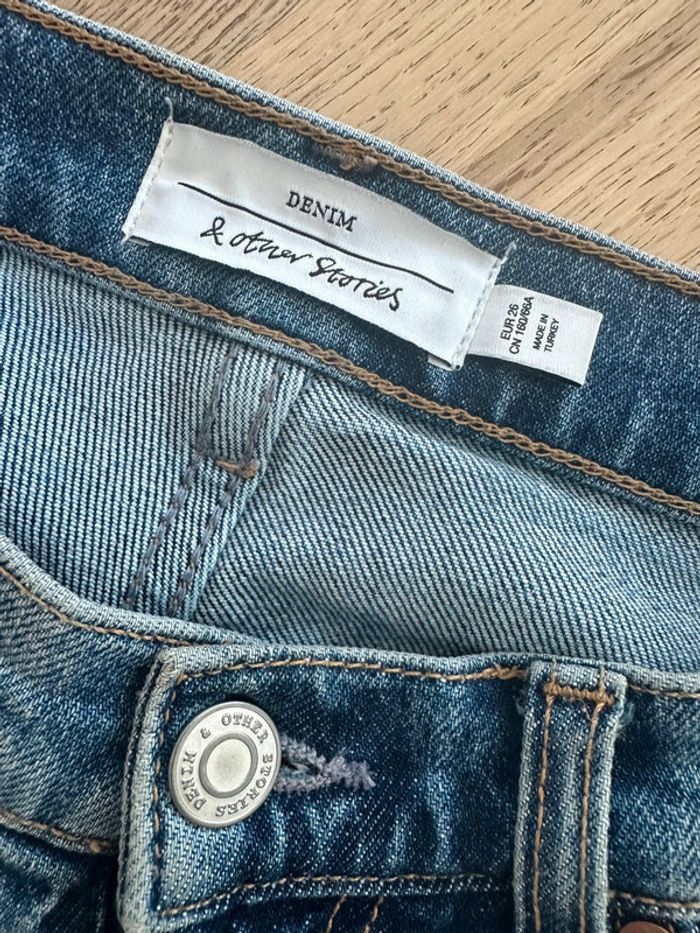 DENIM
& other Stories
EUR 26
CN 160/66A
MADE IN
TURKEY
DENIM & OTHER STORIES